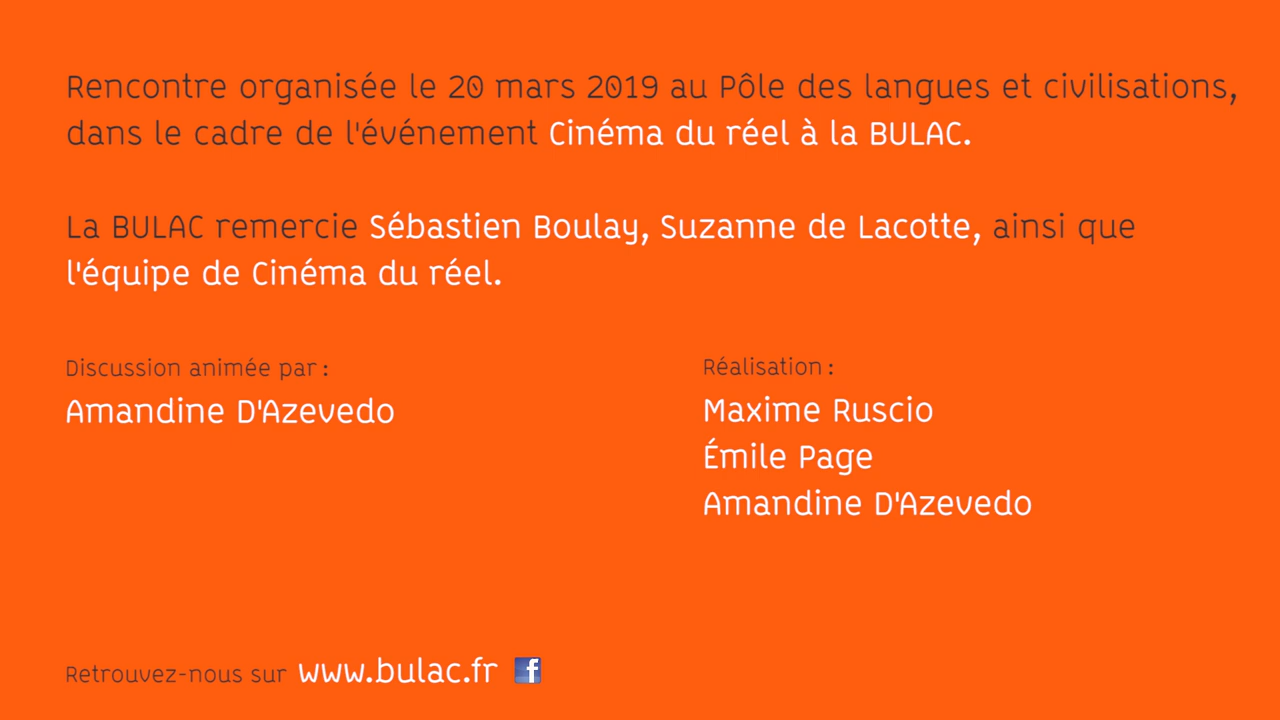 Rencontre organisée le 20 mars 2019 au Pôle des langues et civilisations,
dans le cadre de l'événement Cinéma du réel à la BULAC.
La BULAC remercie Sébastien Boulay, Suzanne de Lacotte, ainsi que
l'équipe de Cinéma du réel.
Discussion animée par :
Amandine D'Azevedo
Réalisation :
Maxime Ruscio
Émile Page
Amandine D'Azevedo
Retrouvez-nous sur www.bulac.fr f